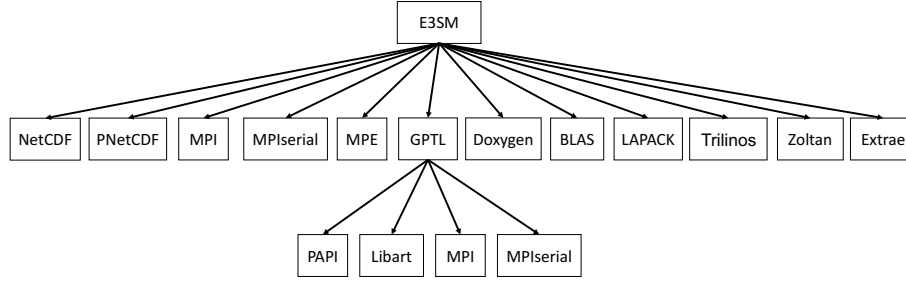 E3SM
NetCDF PNetCDF MPI MPIserial MPE GPTL Doxygen BLAS LAPACK Trilinos Zoltan Extrae
PAPI Libart MPI MPIserial